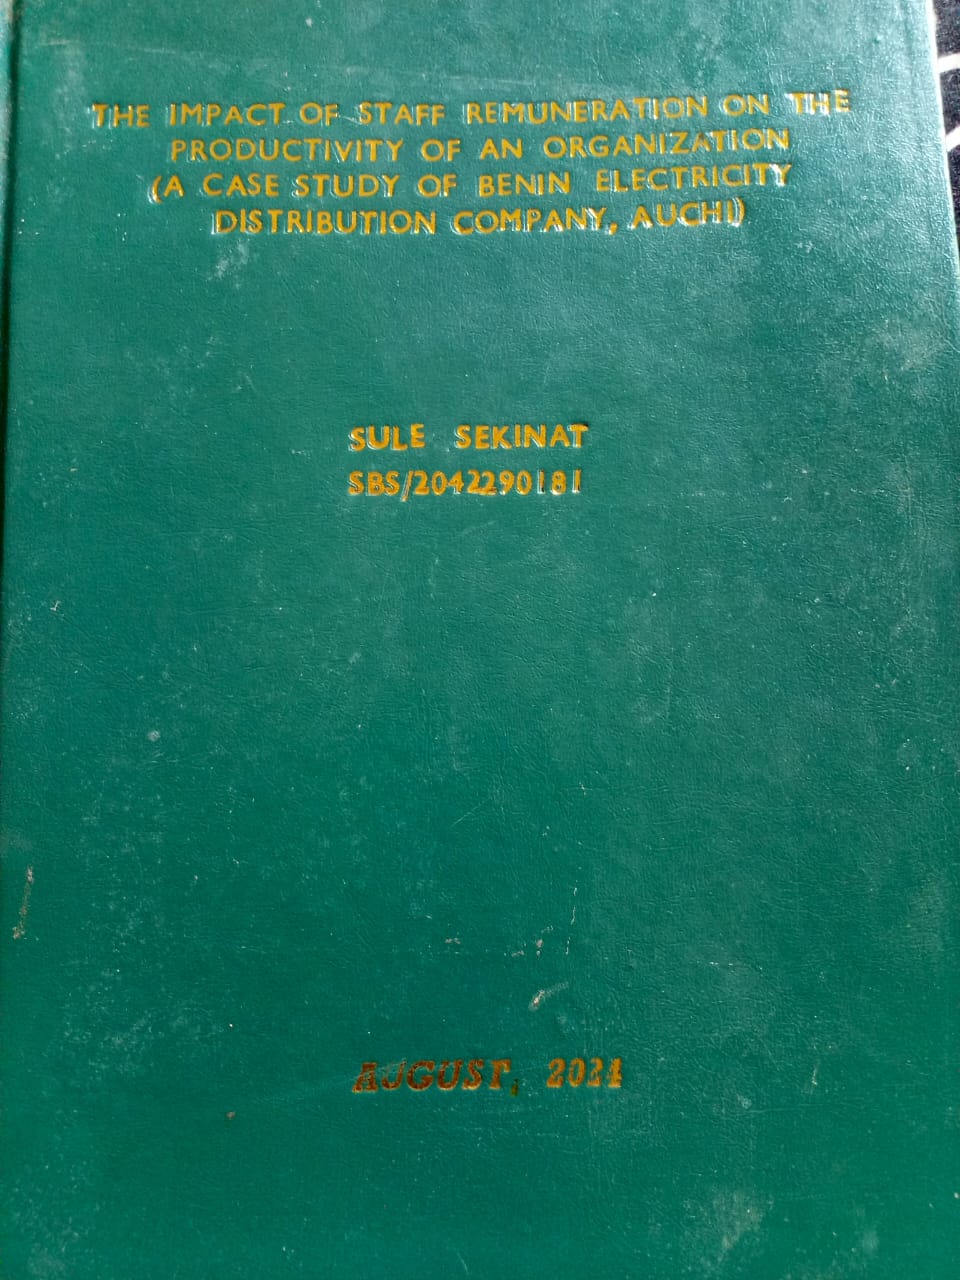 THE IMPACT OF STAFF REMUNERATION ON THE
PRODUCTIVITY OF AN ORGANIZATION
(A CASE STUDY OF BENIN ELECTRICITY
DISTRIBUTION COMPANY, AUCHI)
SULE SEKINAT
SBS/2042290181
AUGUST, 2024